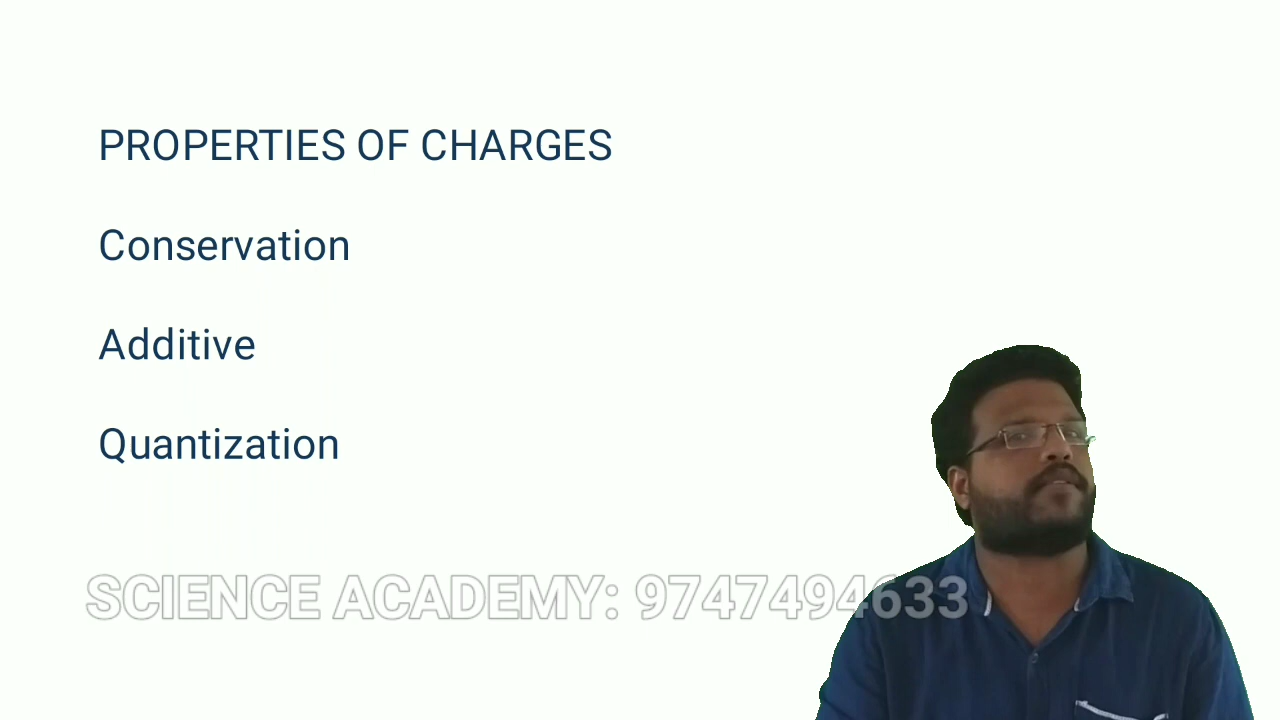 PROPERTIES OF CHARGES
Conservation
Additive
Quantization
SCIENCE ACADEMY: 9747494633